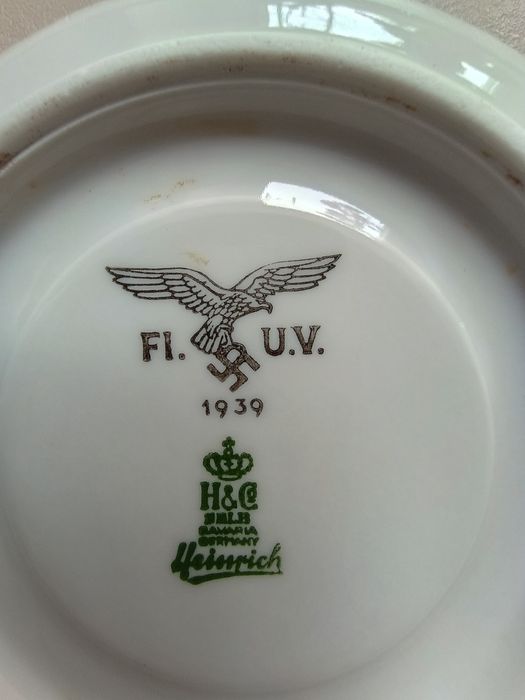 Fl. U.V.
1939
H&Co
SELB
BAVARIA
GERMANY
Heinrich